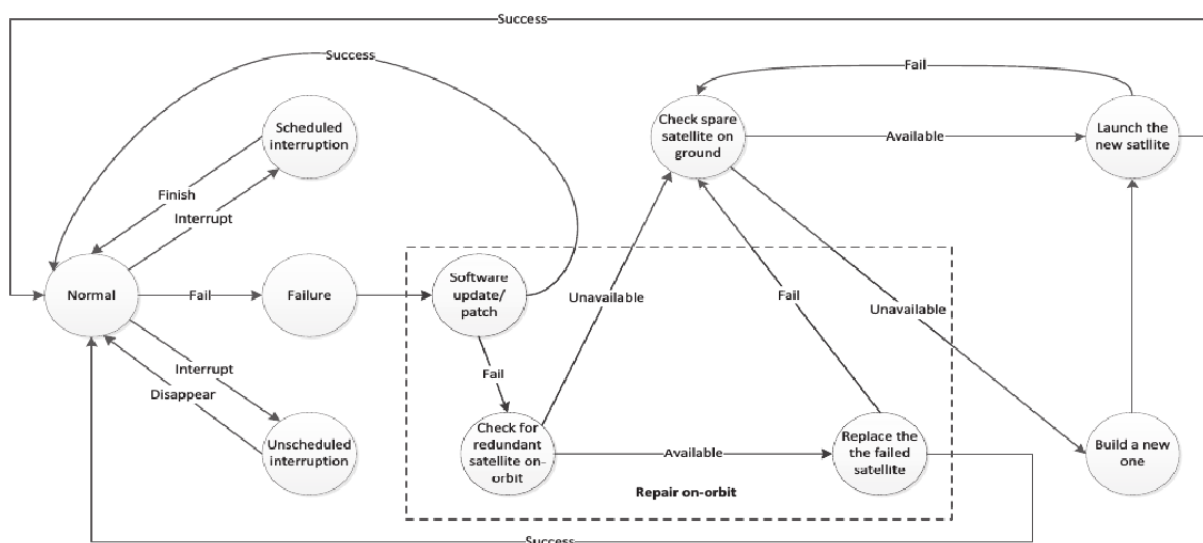 Success
Success
Fail
Scheduled
interruption
Check spare
satellite on
ground
Available
Launch the
new satllite
Finish
Interrupt
Normal
Fail
Failure
Software
update/
patch
Unavailable
Fail
Unavailable
Interrupt
Disappear
Fail
Unscheduled
interruption
Check for
redundant
satellite on-
orbit
Available
Replace the
the failed
satellite
Build a new
one
Repair on-orbit
Success